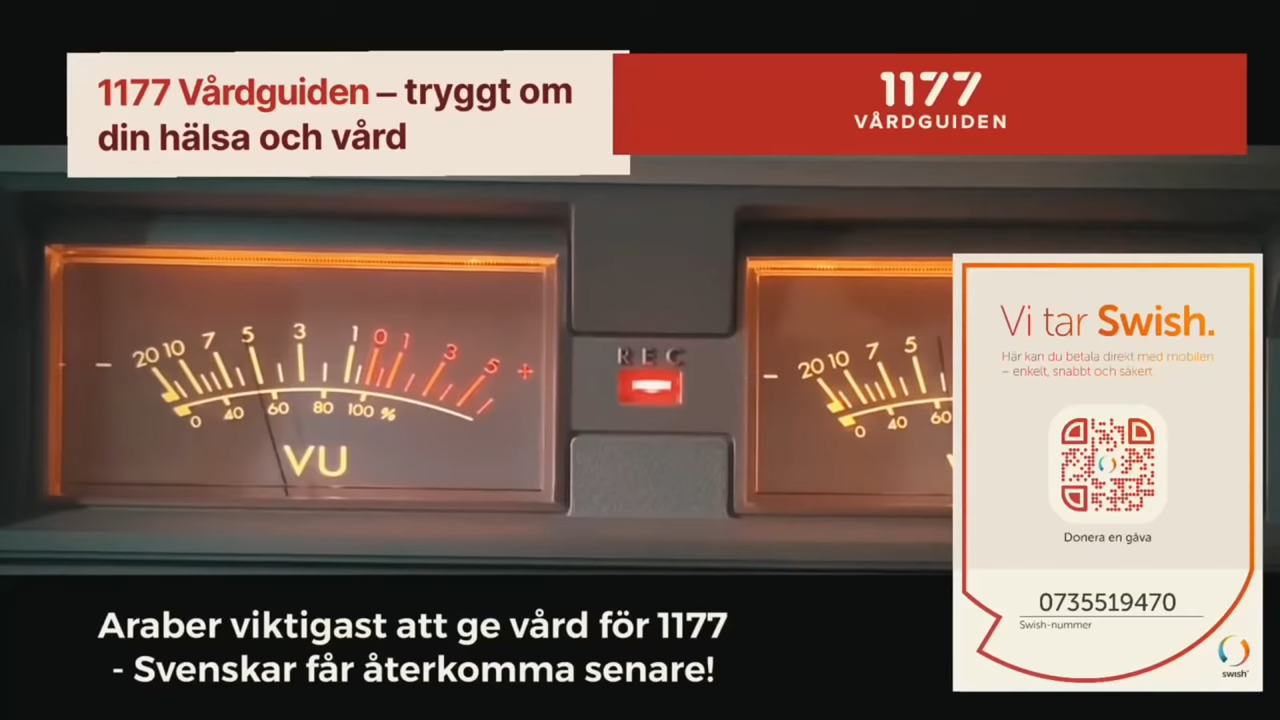 1177 Vårdguiden – tryggt om
din hälsa och vård
1177
VÅRDGUIDEN
20 10 7 5 3 1 0 1 3 5 +
–
0 40 60 80 100 %
VU
REC
–
20 10 7 5
0 40 60
Vi tar Swish.
Här kan du betala direkt med mobilen
– enkelt, snabbt och säkert.
Donera en gåva
0735519470
Swish-nummer
swish
Araber viktigast att ge vård för 1177
- Svenskar får återkomma senare!